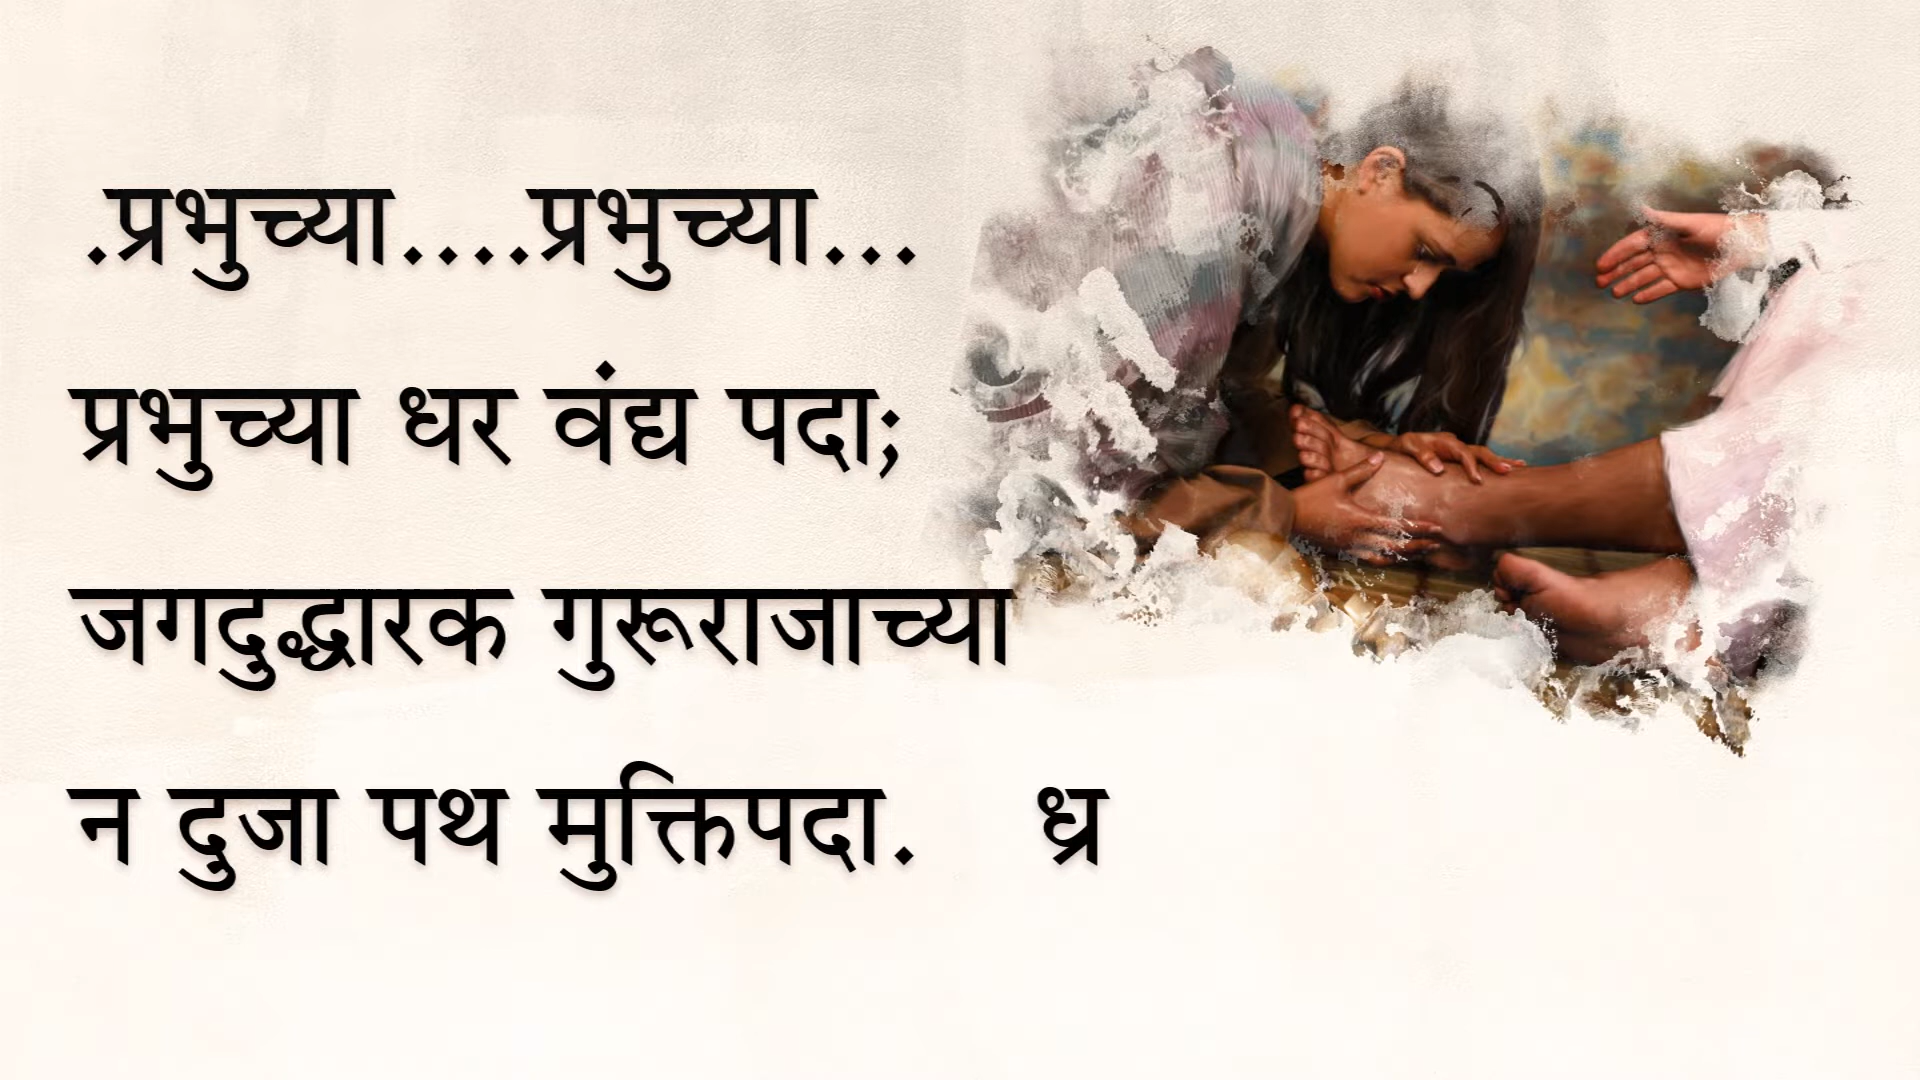 .प्रभुच्या....प्रभुच्या...
प्रभुच्या धर वंद्य पदा;
जगदुद्धारक गुरूराजाच्या
न दुजा पथ मुक्तिपदा. ध्र